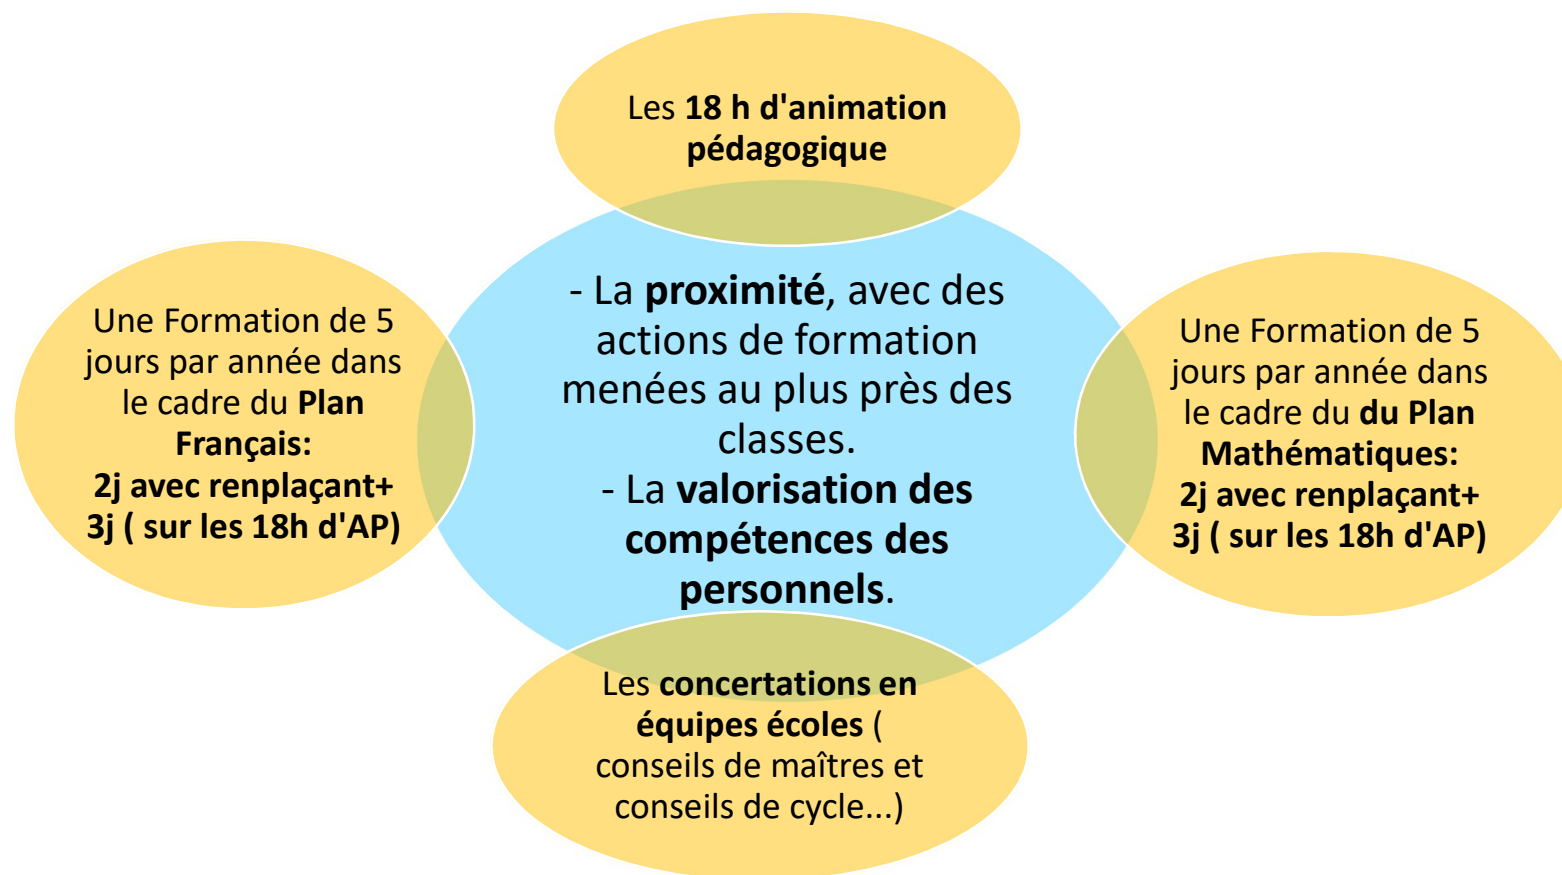 Les 18 h d'animation
pédagogique
Une Formation de 5
jours par année dans
le cadre du Plan
Français:
2j avec renplaçant+
3j ( sur les 18h d'AP)
- La proximité, avec des
actions de formation
menées au plus près des
classes.
- La valorisation des
compétences des
personnels.
Une Formation de 5
jours par année dans
le cadre du du Plan
Mathématiques:
2j avec renplaçant+
3j ( sur les 18h d'AP)
Les concertations en
équipes écoles (
conseils de maîtres et
conseils de cycle...)